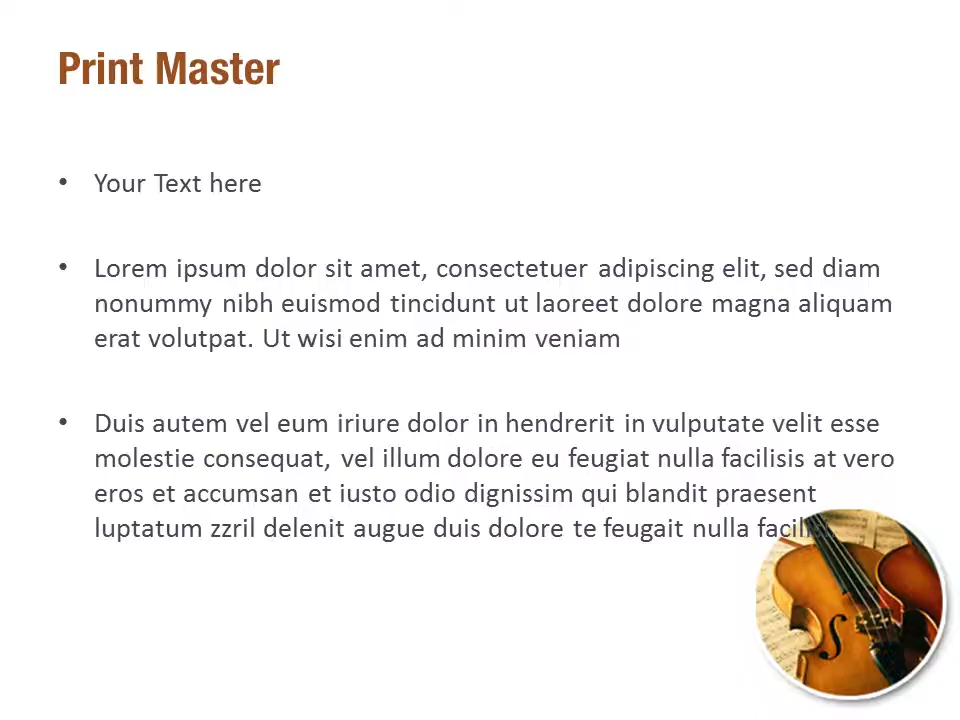 Print Master
• Your Text here
• Lorem ipsum dolor sit amet, consectetuer adipiscing elit, sed diam
nonummy nibh euismod tincidunt ut laoreet dolore magna aliquam
erat volutpat. Ut wisi enim ad minim veniam
• Duis autem vel eum iriure dolor in hendrerit in vulputate velit esse
molestie consequat, vel illum dolore eu feugiat nulla facilisis at vero
eros et accumsan et iusto odio dignissim qui blandit praesent
luptatum zzril delenit augue duis dolore te feugait nulla